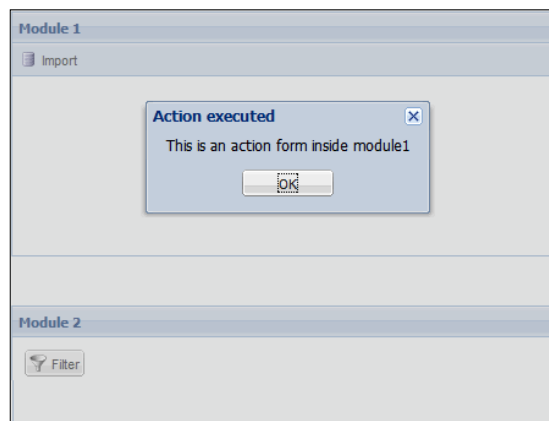 Module 1
Import
Action executed
This is an action form inside module1
OK
Module 2
Filter